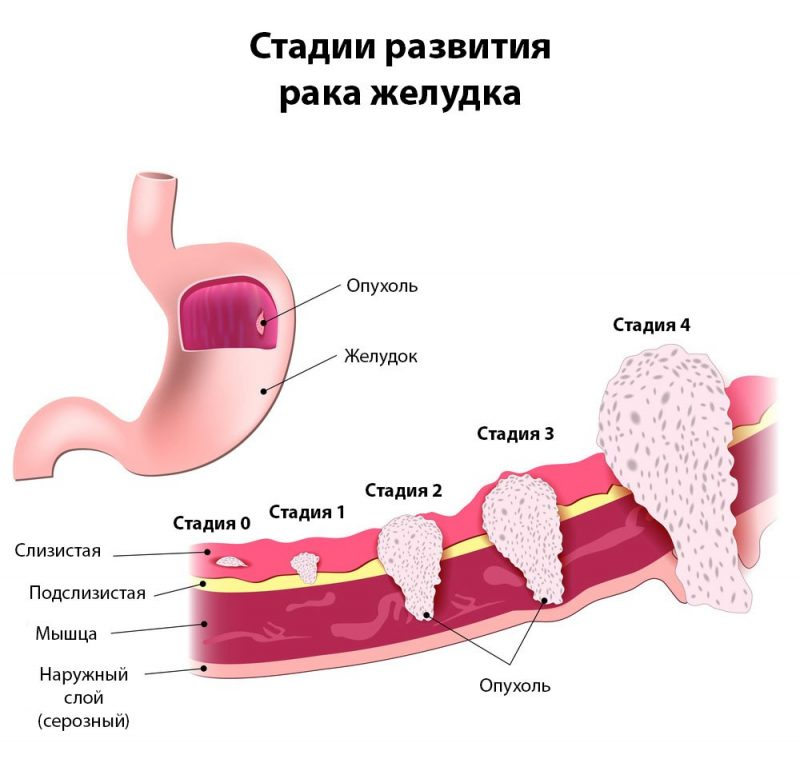 Стадии развития
рака желудка
Опухоль
Желудок
Стадия 4
Стадия 3
Стадия 2
Стадия 1
Стадия 0
Слизистая
Подслизистая
Мышца
Наружный
слой
(серозный)
Опухоль